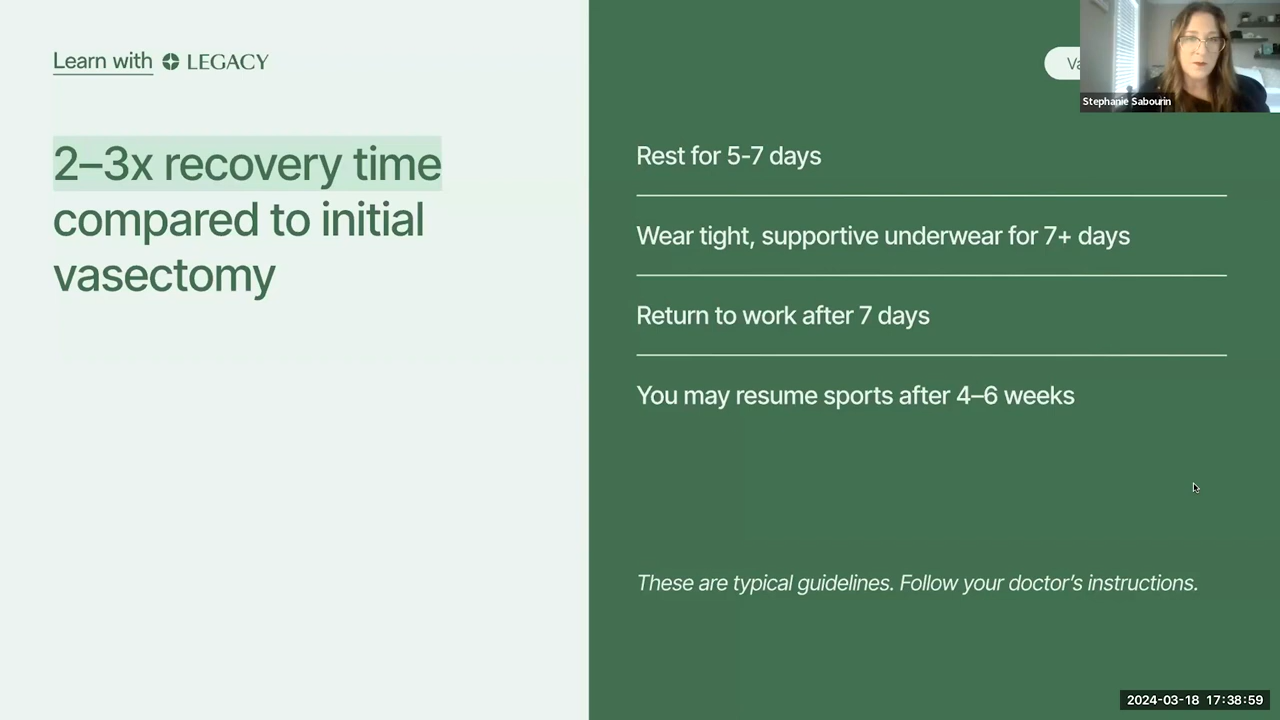 Learn with LEGACY
Va
Stephanie Sabourin
2–3x recovery time
compared to initial
vasectomy
Rest for 5-7 days
Wear tight, supportive underwear for 7+ days
Return to work after 7 days
You may resume sports after 4–6 weeks
These are typical guidelines. Follow your doctor's instructions.
2024-03-18 17:38:59